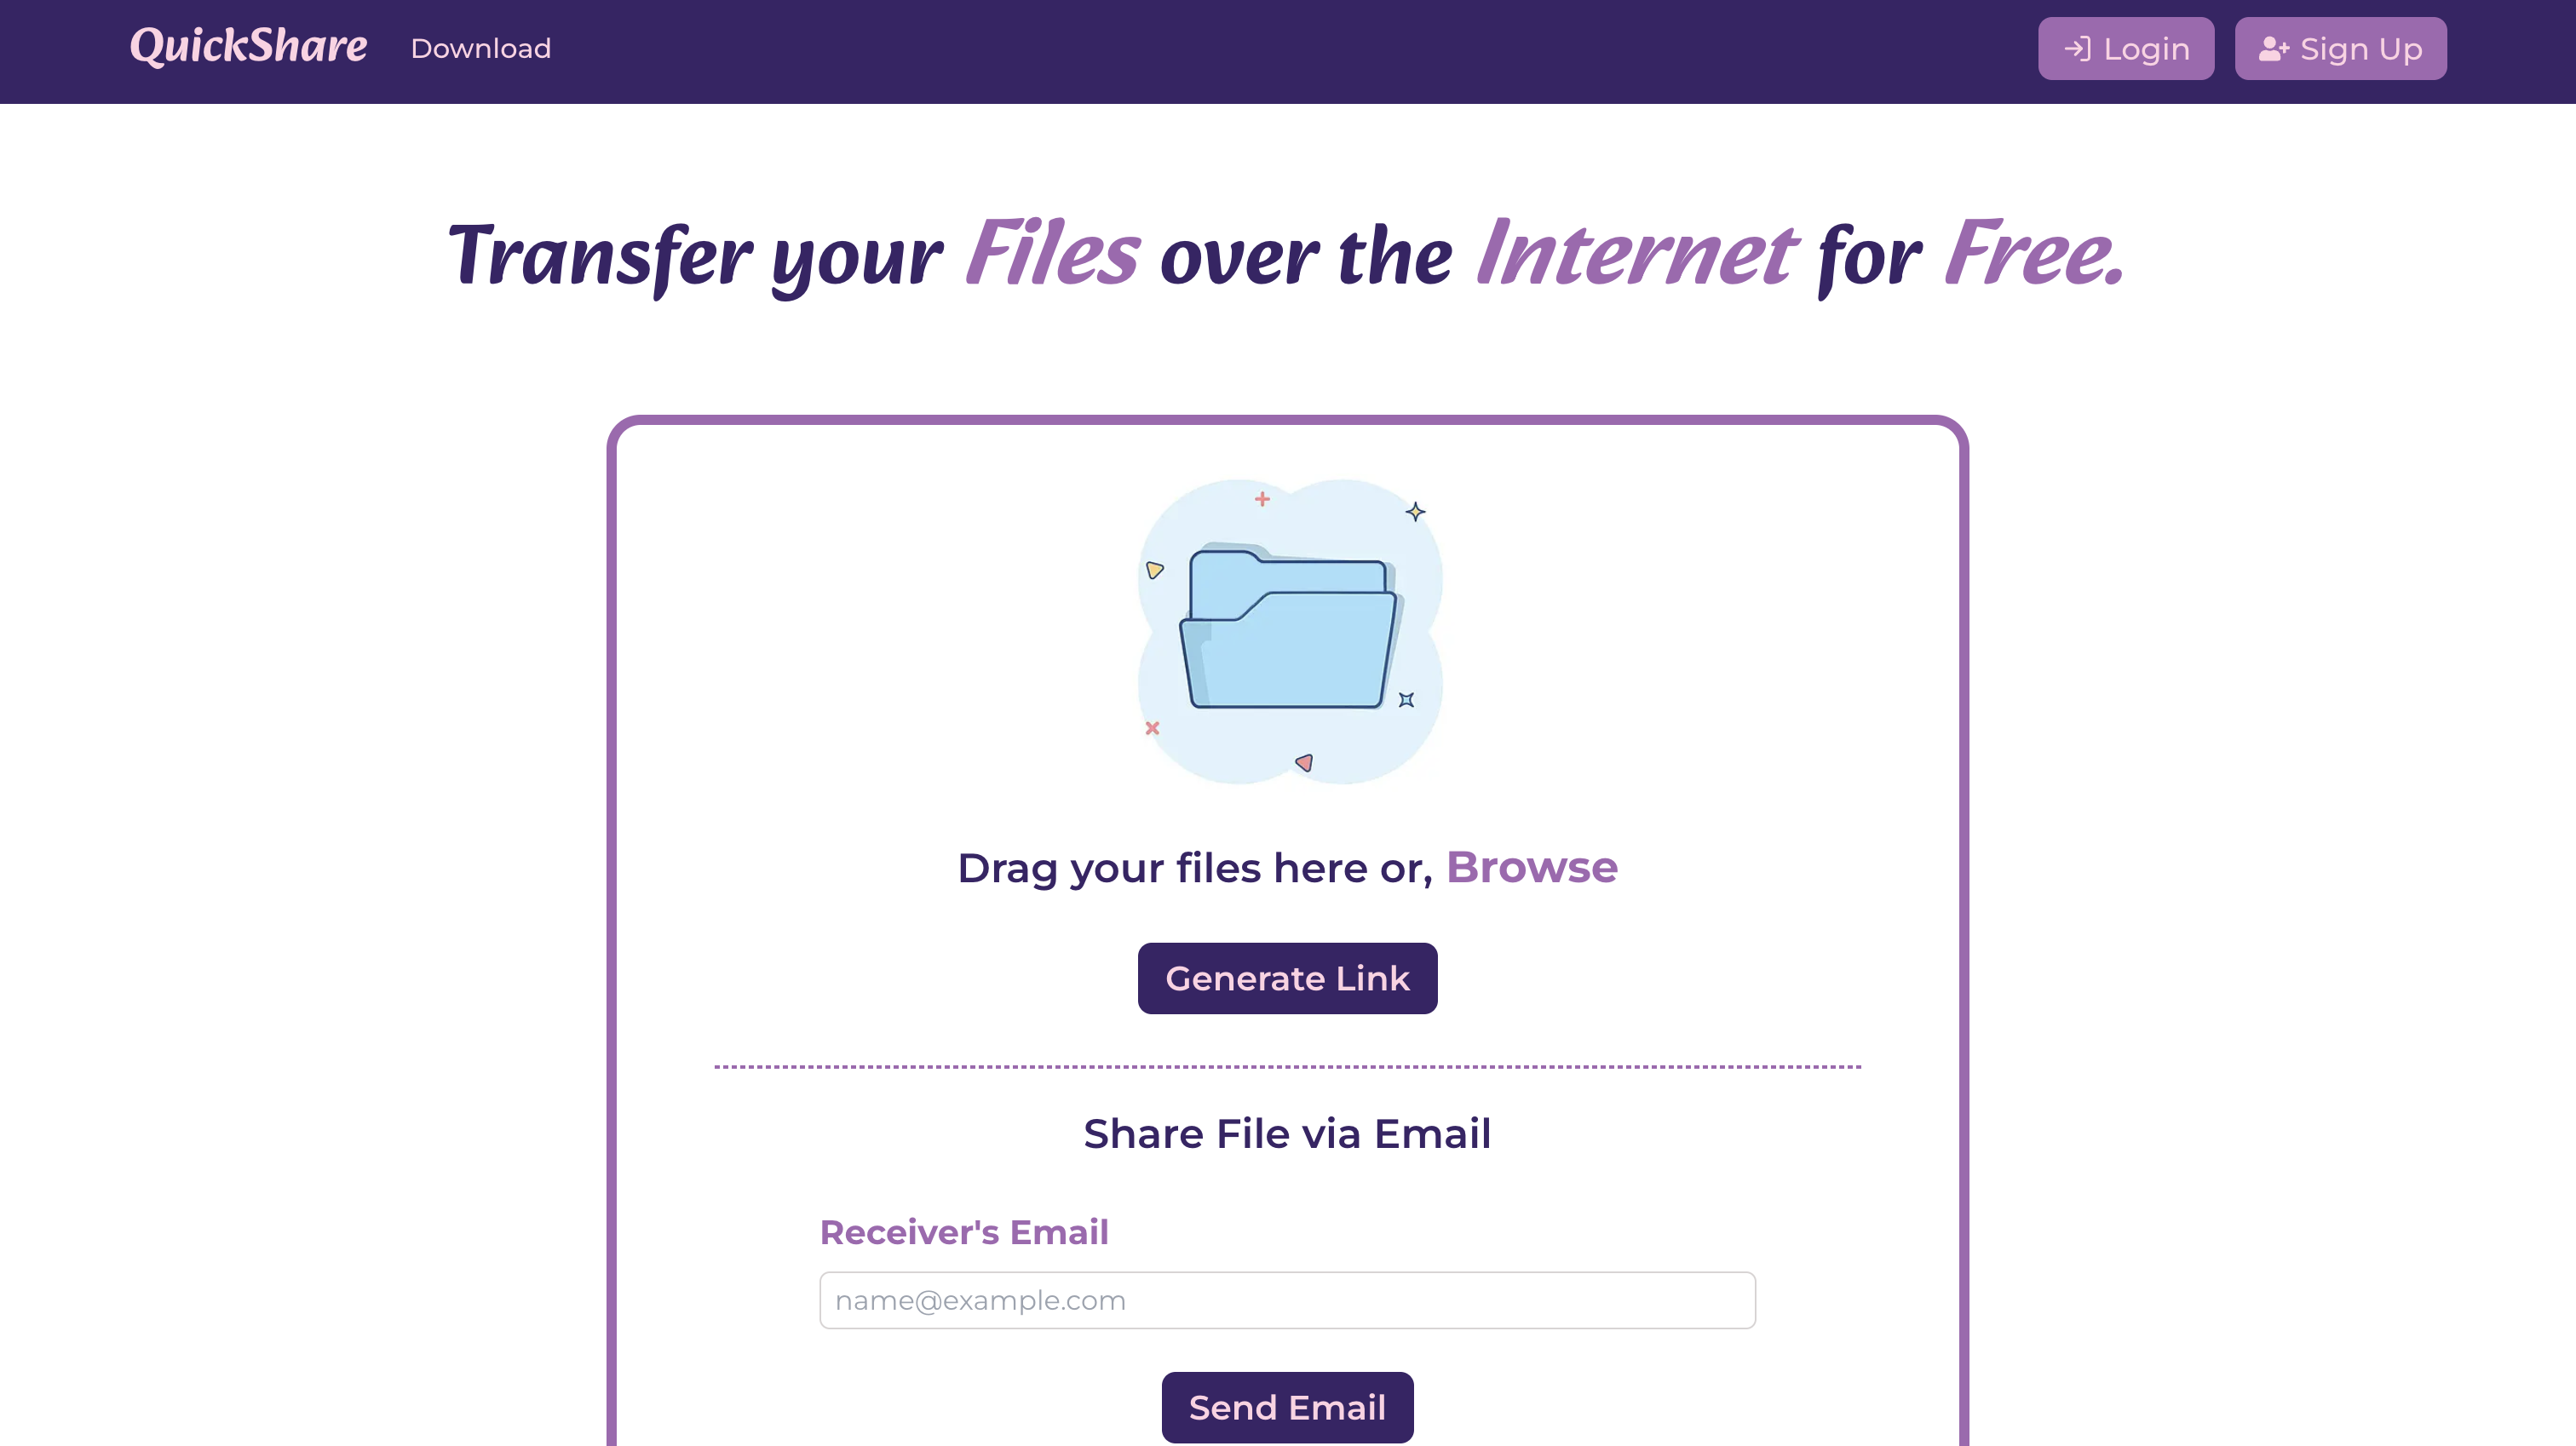 QuickShare Download Login Sign Up
Transfer your Files over the Internet for Free.
Drag your files here or, Browse
Generate Link
Share File via Email
Receiver's Email
name@example.com
Send Email